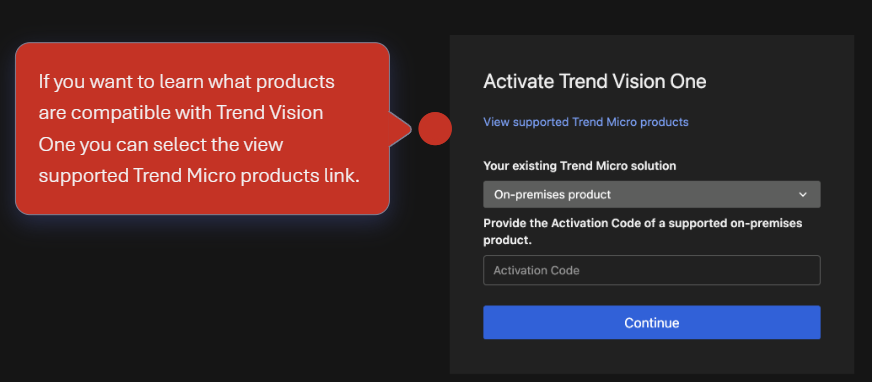 If you want to learn what products
are compatible with Trend Vision
One you can select the view
supported Trend Micro products link.
Activate Trend Vision One
View supported Trend Micro products
Your existing Trend Micro solution
On-premises product
Provide the Activation Code of a supported on-premises
product.
Activation Code
Continue